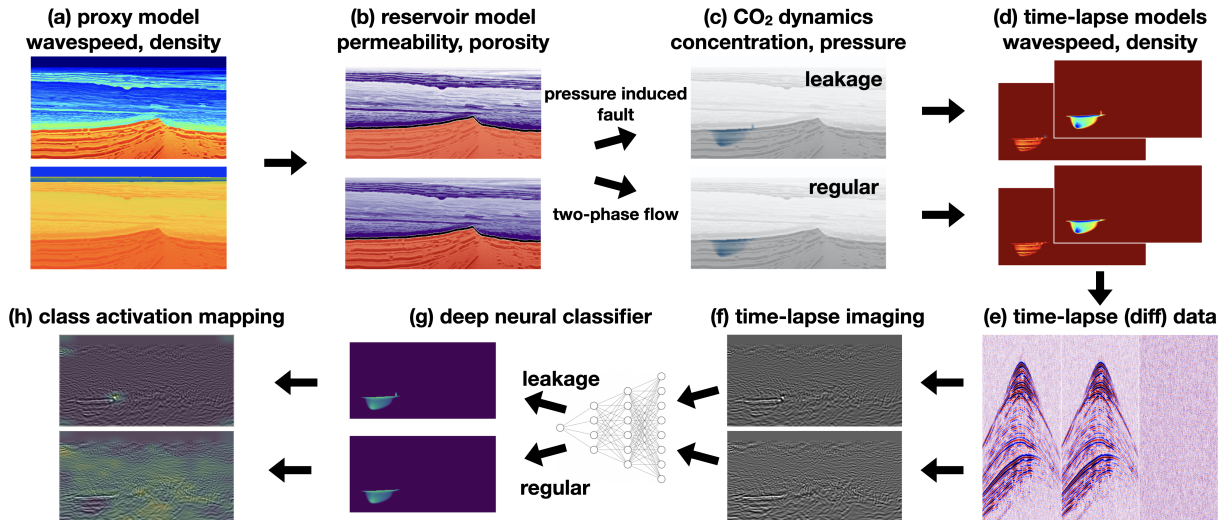 (a) proxy model
wavespeed, density
(b) reservoir model
permeability, porosity
(c) CO₂ dynamics
concentration, pressure
(d) time-lapse models
wavespeed, density
leakage
pressure induced
fault
regular
two-phase flow
(h) class activation mapping
(g) deep neural classifier
(f) time-lapse imaging
(e) time-lapse (diff) data
leakage
regular